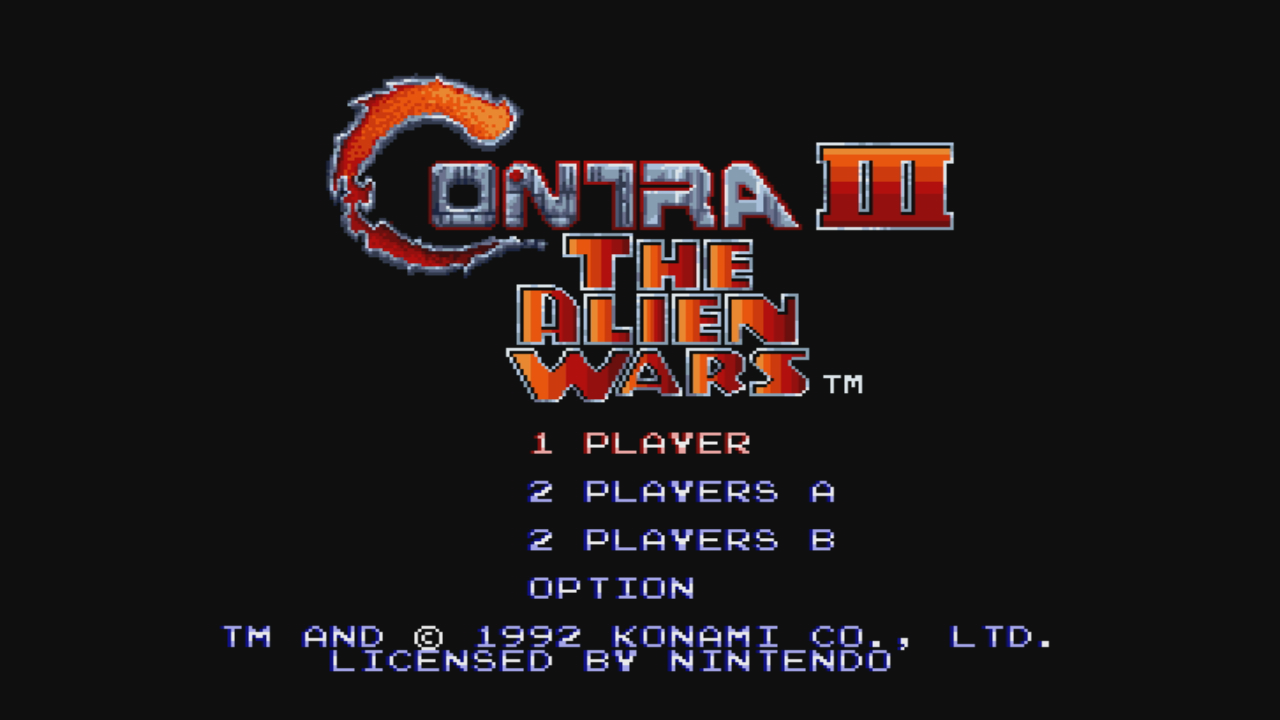 CONTRA III
THE
ALIEN
WARS TM
1 PLAYER
2 PLAYERS A
2 PLAYERS B
OPTION
TM AND © 1992 KONAMI CO., LTD.
LICENSED BY NINTENDO